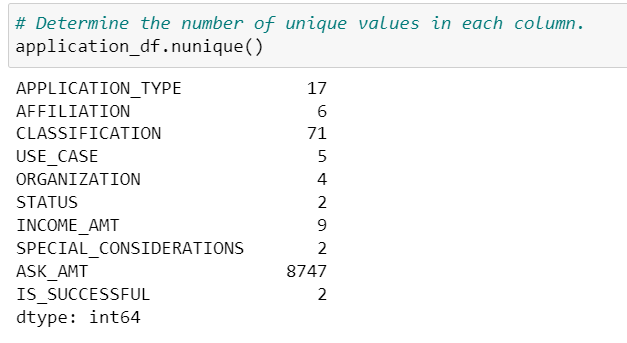 # Determine the number of unique values in each column.
application_df.nunique()
APPLICATION_TYPE 17
AFFILIATION 6
CLASSIFICATION 71
USE_CASE 5
ORGANIZATION 4
STATUS 2
INCOME_AMT 9
SPECIAL_CONSIDERATIONS 2
ASK_AMT 8747
IS_SUCCESSFUL 2
dtype: int64